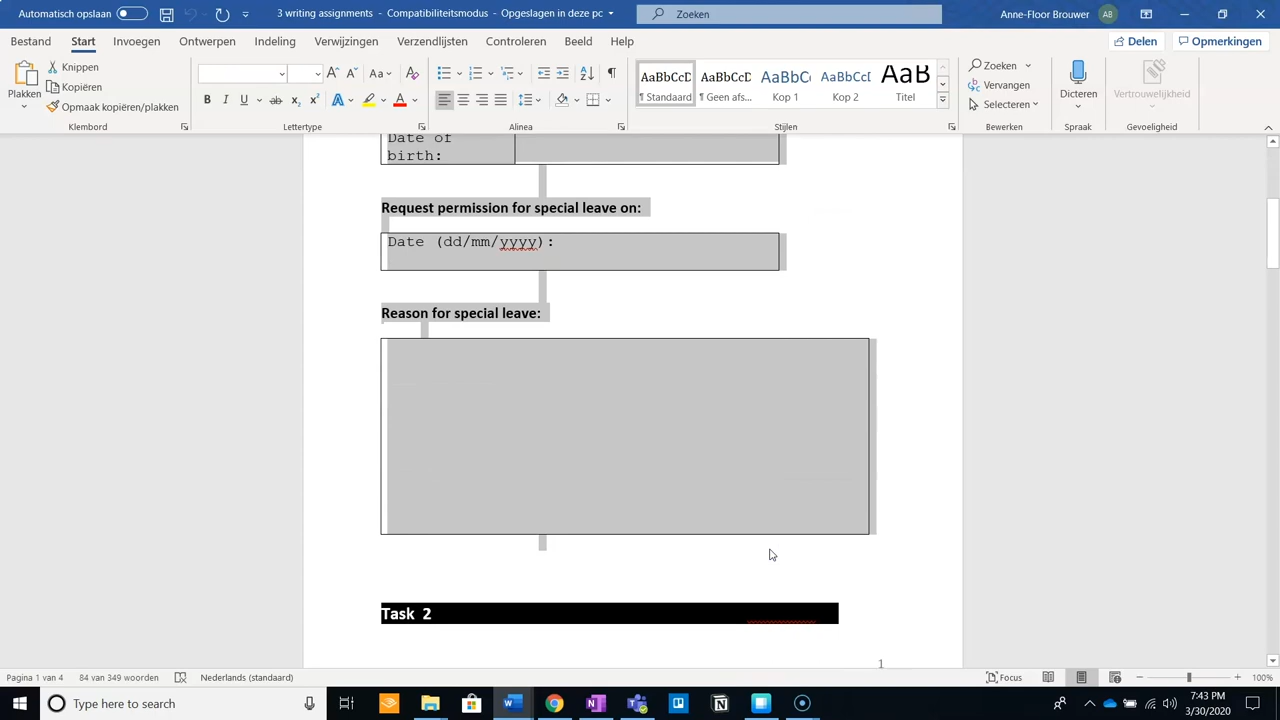 Automatisch opslaan
3 writing assignments - Compatibiliteitsmodus - Opgeslagen in deze pc
Zoeken
Anne-Floor Brouwer
AB
Bestand
Start
Invoegen
Ontwerpen
Indeling
Verwijzingen
Verzendlijsten
Controleren
Beeld
Help
Delen
Opmerkingen
Plakken
Knippen
Kopiëren
Opmaak kopiëren/plakken
Klembord
Lettertype
Alinea
AaBbCcD
¶ Standaard
AaBbCcD
¶ Geen afs...
AaBbCc
Kop 1
AaBbCcD
Kop 2
AaB
Titel
Stijlen
Zoeken
Vervangen
Selecteren
Bewerken
Dicteren
Spraak
Vertrouwelijkheid
Gevoeligheid
Date of
birth:
Request permission for special leave on:
Date (dd/mm/yyyy):
Reason for special leave:
Task 2
1
Pagina 1 van 4
84 van 349 woorden
Nederlands (standaard)
Focus
100%
Type here to search
7:43 PM
3/30/2020